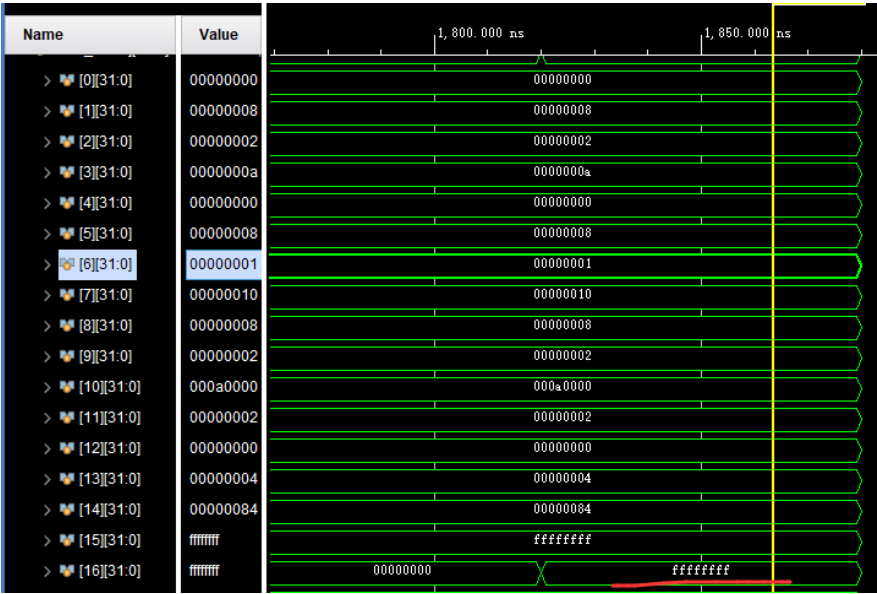 Name Value 1,800.000 ns 1,850.000 ns
[0][31:0] 00000000 00000000
[1][31:0] 00000008 00000008
[2][31:0] 00000002 00000002
[3][31:0] 0000000a 0000000a
[4][31:0] 00000000 00000000
[5][31:0] 00000008 00000008
[6][31:0] 00000001 00000001
[7][31:0] 00000010 00000010
[8][31:0] 00000008 00000008
[9][31:0] 00000002 00000002
[10][31:0] 000a0000 000a0000
[11][31:0] 00000002 00000002
[12][31:0] 00000000 00000000
[13][31:0] 00000004 00000004
[14][31:0] 00000084 00000084
[15][31:0] ffffffff ffffffff
[16][31:0] ffffffff 00000000 ffffffff